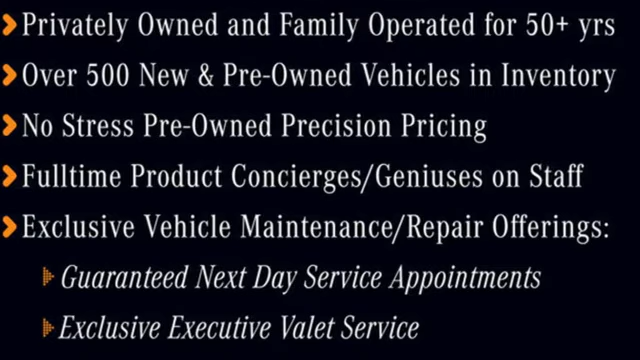 Privately Owned and Family Operated for 50+ yrs
Over 500 New & Pre-Owned Vehicles in Inventory
No Stress Pre-Owned Precision Pricing
Fulltime Product Concierges/Geniuses on Staff
Exclusive Vehicle Maintenance/Repair Offerings:
Guaranteed Next Day Service Appointments
Exclusive Executive Valet Service